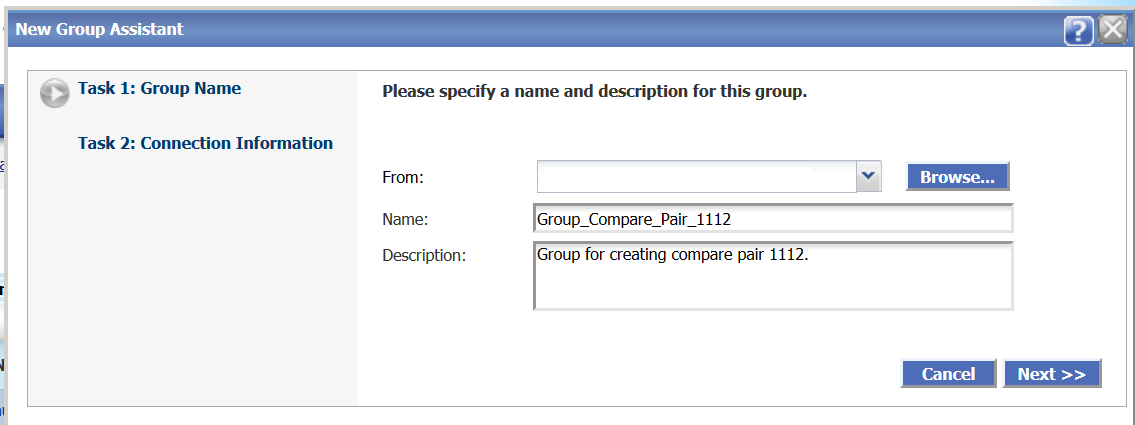 New Group Assistant
?
Task 1: Group Name
Task 2: Connection Information
Please specify a name and description for this group.
From:
Browse...
Name:
Group_Compare_Pair_1112
Description:
Group for creating compare pair 1112.
Cancel
Next >>